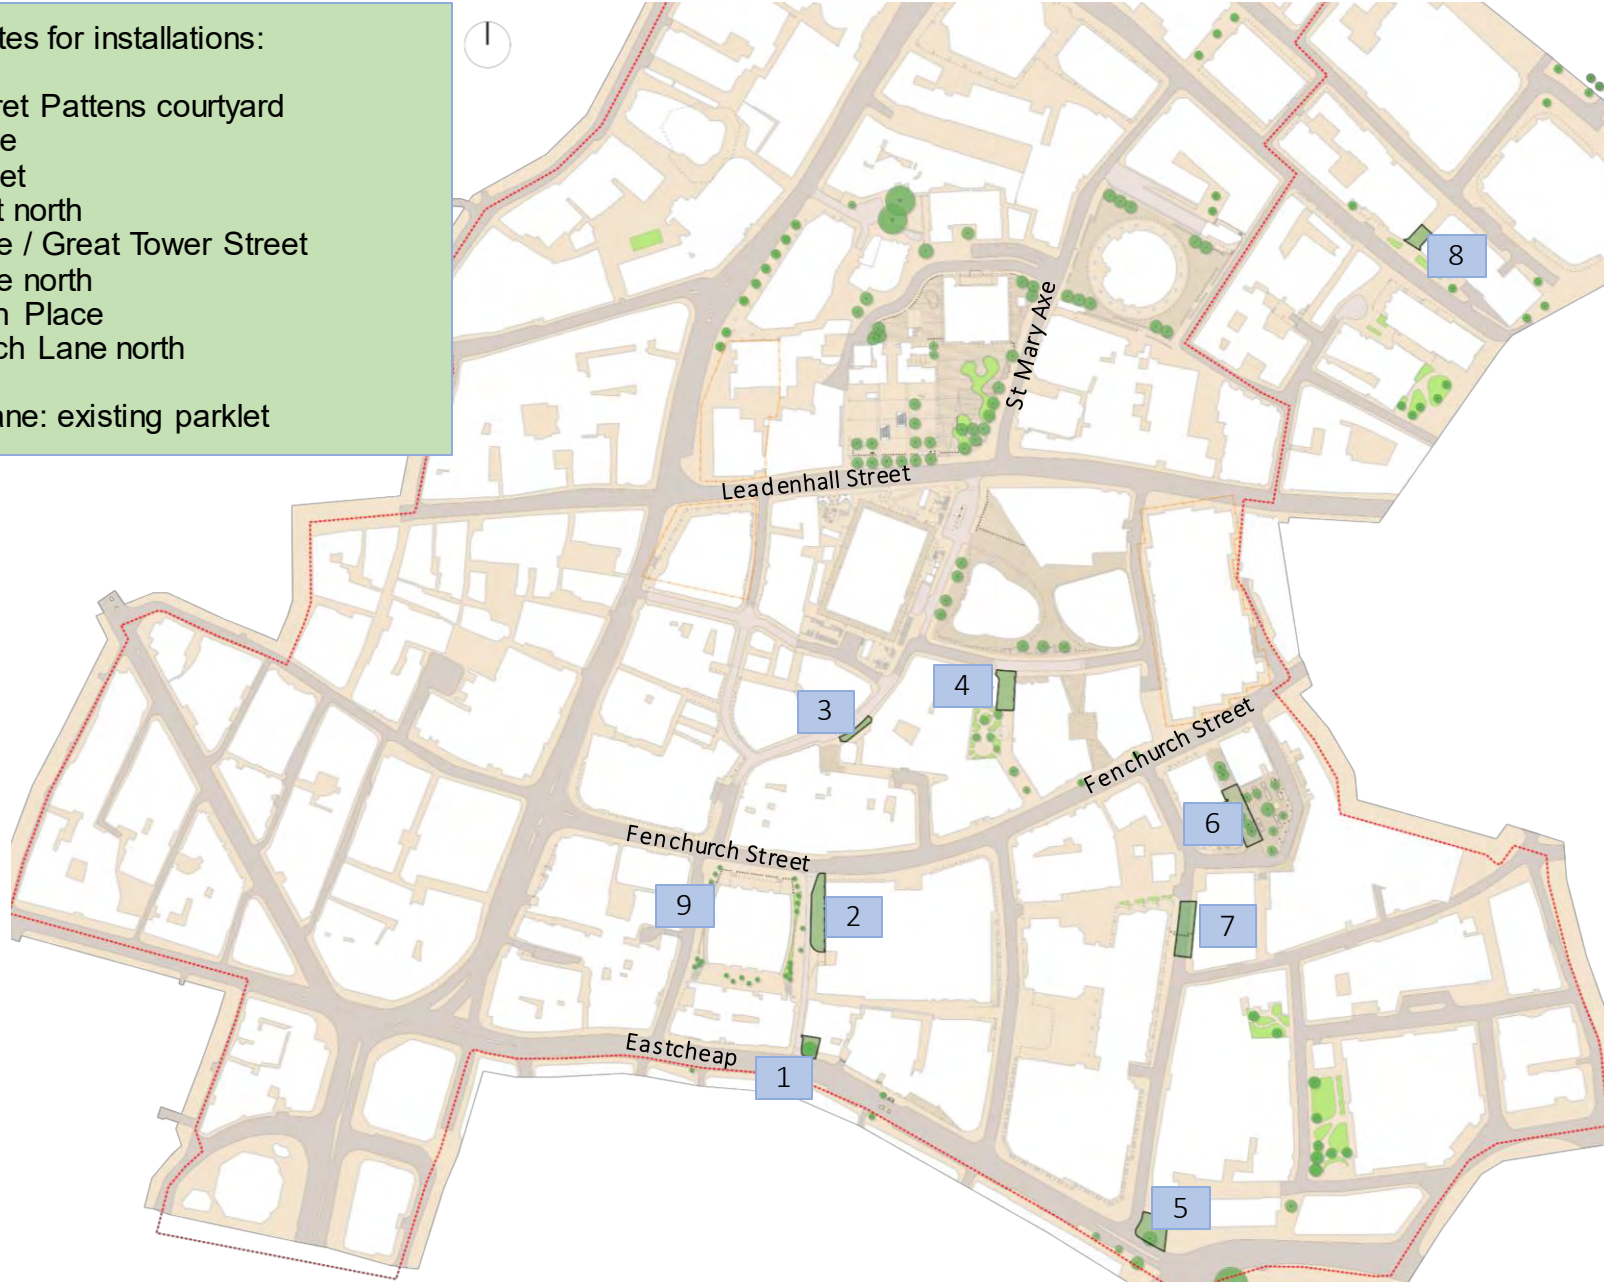 tes for installations:
ret Pattens courtyard
e
et
t north
e / Great Tower Street
e north
n Place
ch Lane north
ane: existing parklet
8
St Mary Axe
Leadenhall Street
4
3
Fenchurch Street
6
Fenchurch Street
9
2
7
Eastcheap
1
5